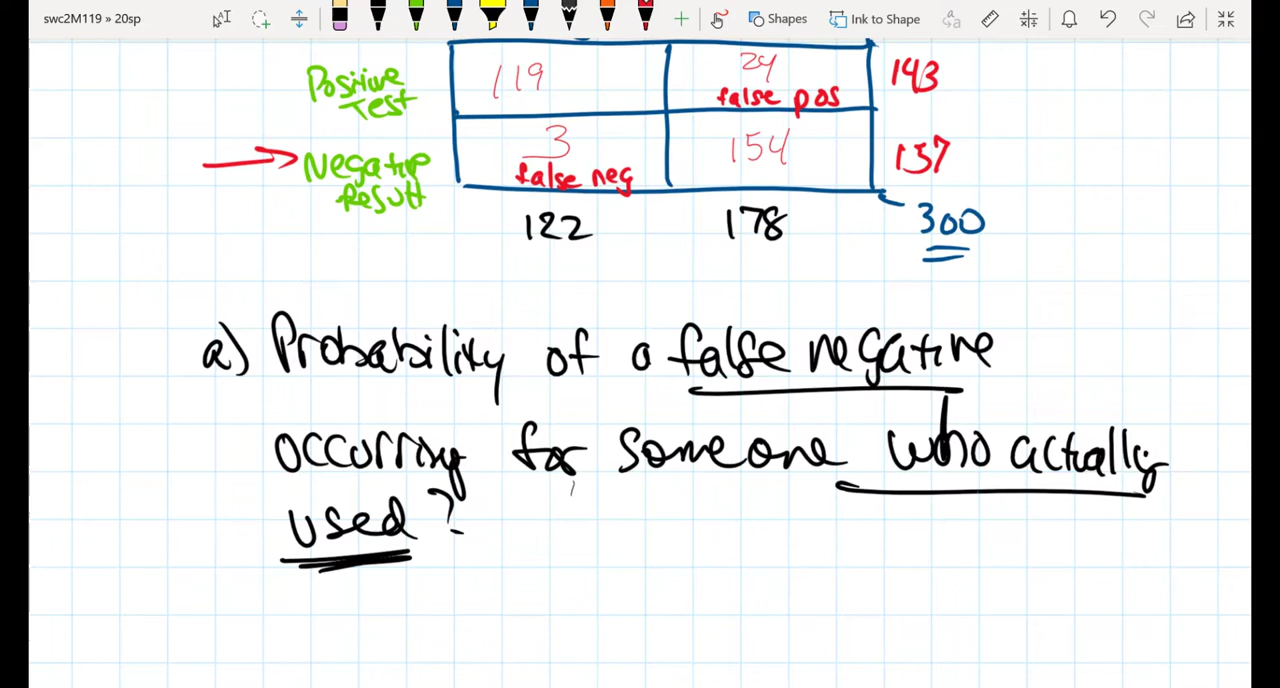 swc2M119 » 20sp Shapes Ink to Shape
Positive 119 24 143
Test false pos
Negative 3 154 157
Result false neg
122 178 300
a) Probability of a false negative
occurring for someone who actually
used?